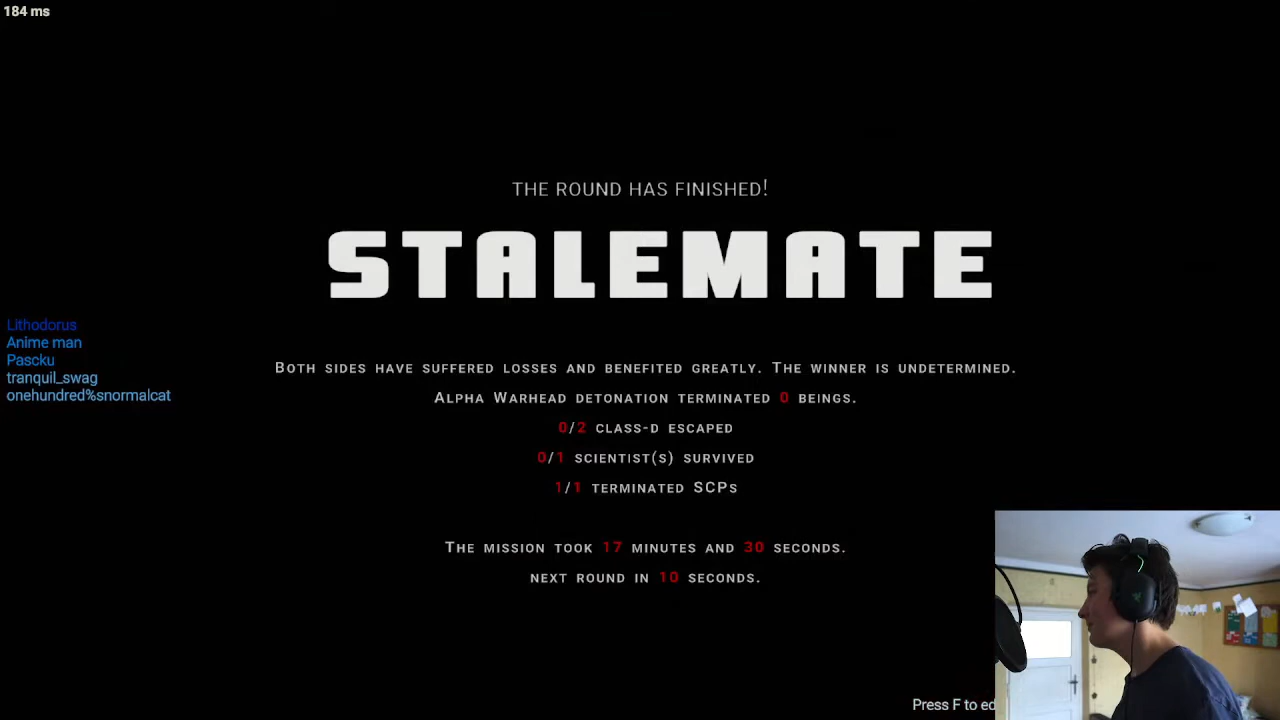 184 ms
THE ROUND HAS FINISHED!
STALEMATE
Lithodorus
Anime man
Pascku
tranquil_swag
onehundred%snormalcat
BOTH SIDES HAVE SUFFERED LOSSES AND BENEFITED GREATLY. THE WINNER IS UNDETERMINED.
ALPHA WARHEAD DETONATION TERMINATED 0 BEINGS.
0/2 CLASS-D ESCAPED
0/1 SCIENTIST(S) SURVIVED
1/1 TERMINATED SCPS
THE MISSION TOOK 17 MINUTES AND 30 SECONDS.
NEXT ROUND IN 10 SECONDS.
Press F to ed